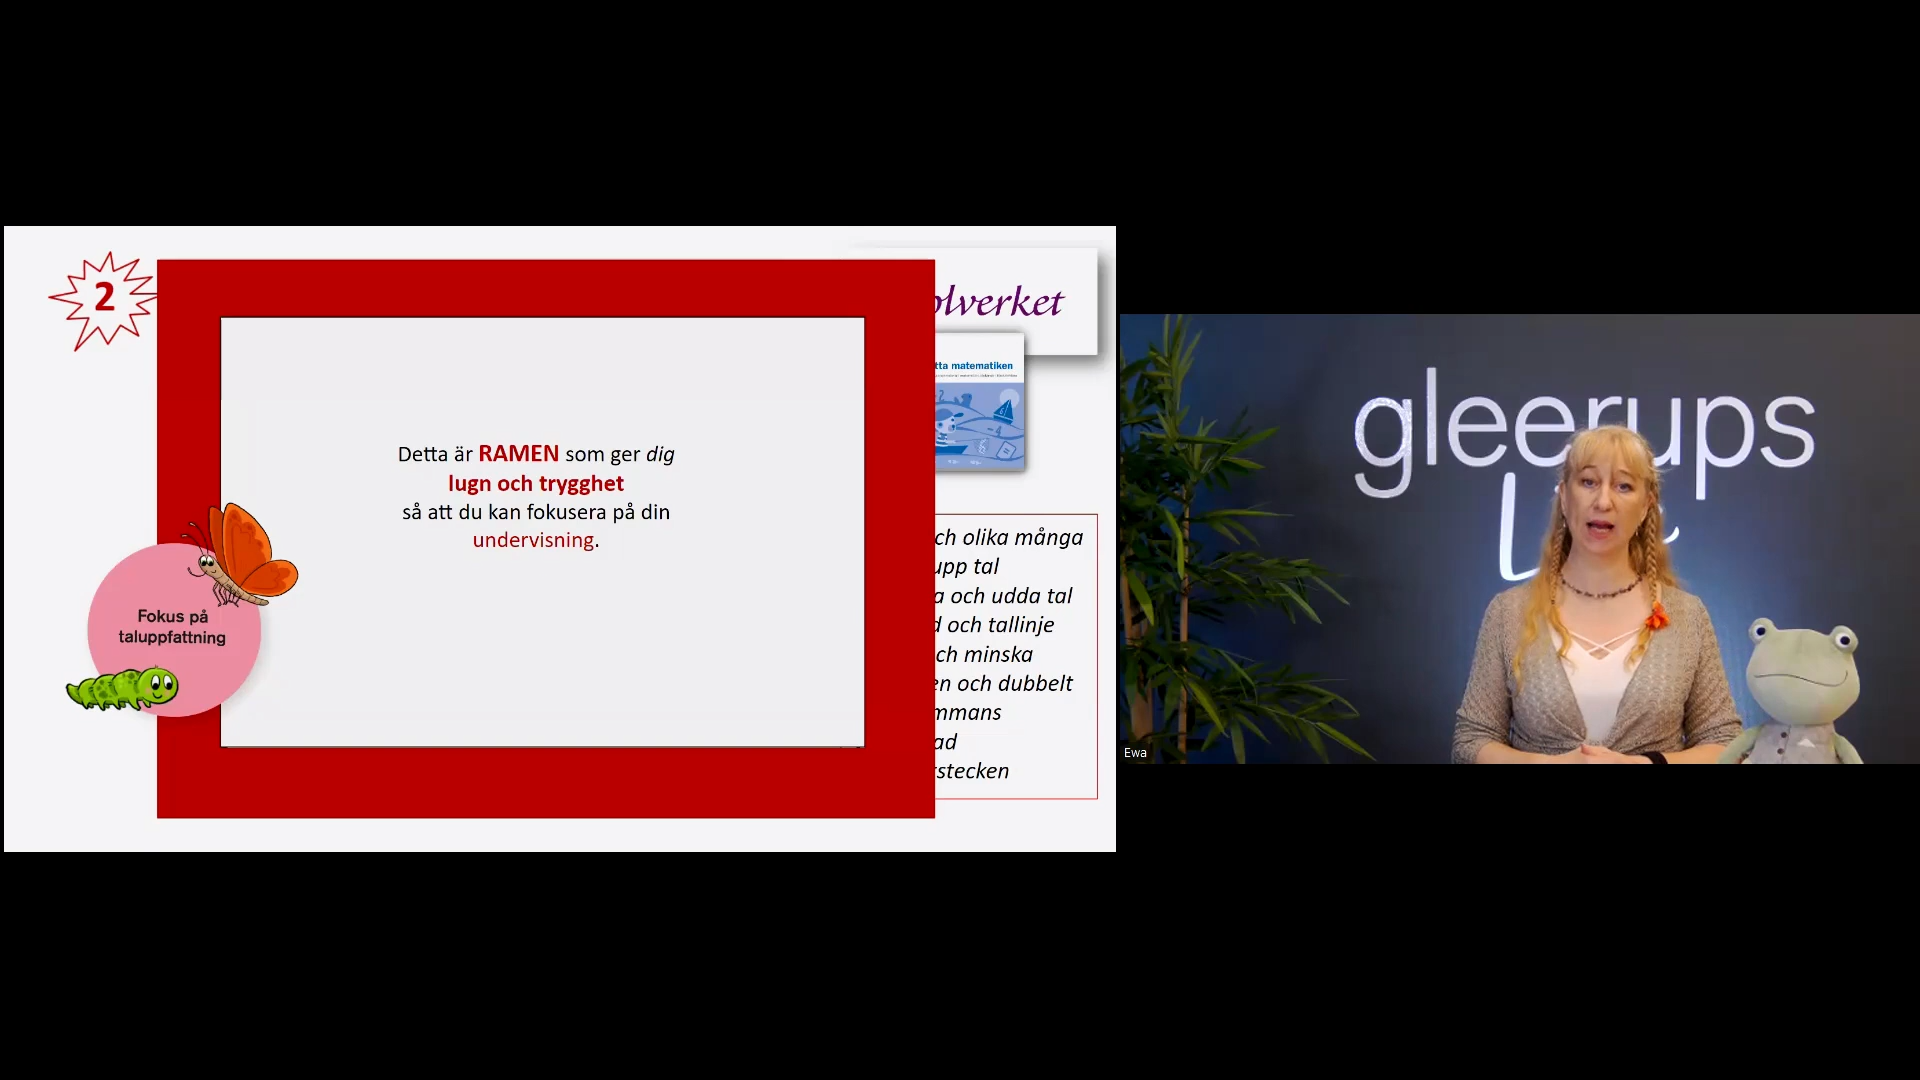 2
olverket
tta matematiken
Detta är RAMEN som ger dig
lugn och trygghet
så att du kan fokusera på din
undervisning.
Fokus på
taluppfattning
ch olika många
upp tal
a och udda tal
d och tallinje
ch minska
en och dubbelt
mmans
ad
stecken
gleerups
Ewa